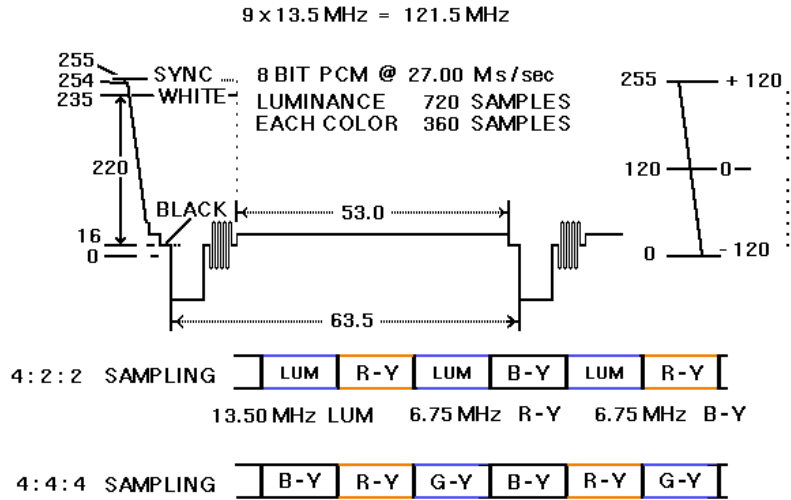 9 x 13.5 MHz = 121.5 MHz
255
254
235
SYNC
WHITE
8 BIT PCM @ 27.00 Ms/sec
LUMINANCE 720 SAMPLES
EACH COLOR 360 SAMPLES
255 + 120
220
120 0
BLACK
53.0
16
0
0 - 120
63.5
4:2:2 SAMPLING LUM R-Y LUM B-Y LUM R-Y
13.50 MHz LUM 6.75 MHz R-Y 6.75 MHz B-Y
4:4:4 SAMPLING B-Y R-Y G-Y B-Y R-Y G-Y